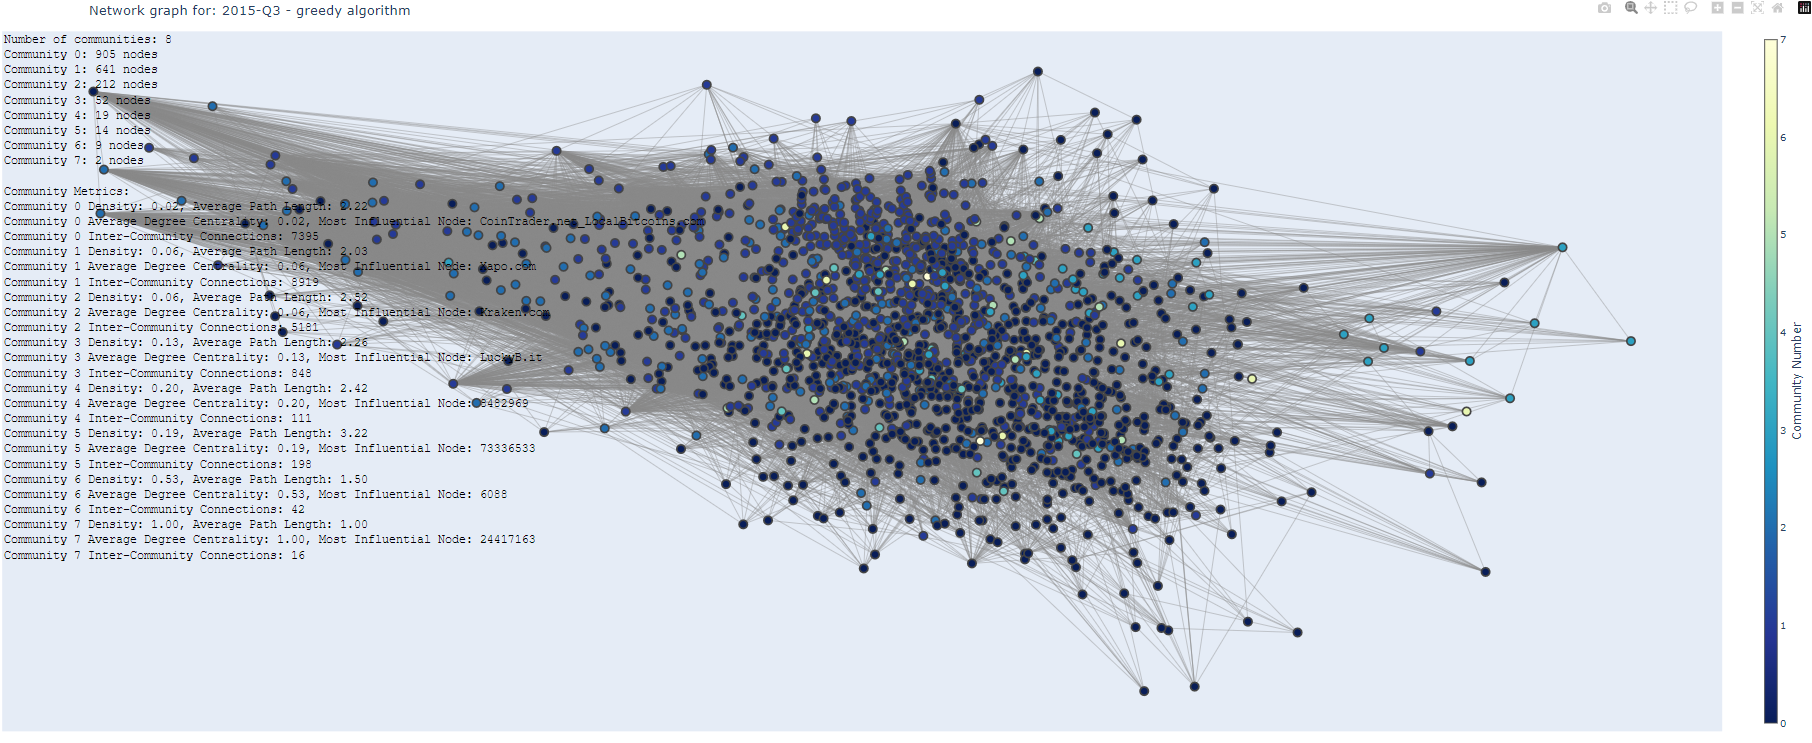 Network graph for: 2015-Q3 - greedy algorithm
Number of communities: 8
Community 0: 905 nodes
Community 1: 641 nodes
Community 2: 212 nodes
Community 3: 52 nodes
Community 4: 19 nodes
Community 5: 14 nodes
Community 6: 9 nodes
Community 7: 2 nodes
Community Metrics:
Community 0 Density: 0.02, Average Path Length: 2.22
Community 0 Average Degree Centrality: 0.02, Most Influential Node: CoinTrader.net_LocalBitcoins.com
Community 0 Inter-Community Connections: 7395
Community 1 Density: 0.06, Average Path Length: 2.03
Community 1 Average Degree Centrality: 0.06, Most Influential Node: Xapo.com
Community 1 Inter-Community Connections: 8919
Community 2 Density: 0.06, Average Path Length: 2.52
Community 2 Average Degree Centrality: 0.06, Most Influential Node: Kraken.com
Community 2 Inter-Community Connections: 5181
Community 3 Density: 0.13, Average Path Length: 2.26
Community 3 Average Degree Centrality: 0.13, Most Influential Node: LuckyB.it
Community 3 Inter-Community Connections: 848
Community 4 Density: 0.20, Average Path Length: 2.42
Community 4 Average Degree Centrality: 0.20, Most Influential Node:
Community 4 Inter-Community Connections: 111
Community 5 Density: 0.19, Average Path Length: 3.22
Community 5 Average Degree Centrality: 0.19, Most Influential Node: 73336533
Community 5 Inter-Community Connections: 198
Community 6 Density: 0.53, Average Path Length: 1.50
Community 6 Average Degree Centrality: 0.53, Most Influential Node: 6088
Community 6 Inter-Community Connections: 42
Community 7 Density: 1.00, Average Path Length: 1.00
Community 7 Average Degree Centrality: 1.00, Most Influential Node: 24417163
Community 7 Inter-Community Connections: 16
7
6
5
4
3
2
1
0
Community Number